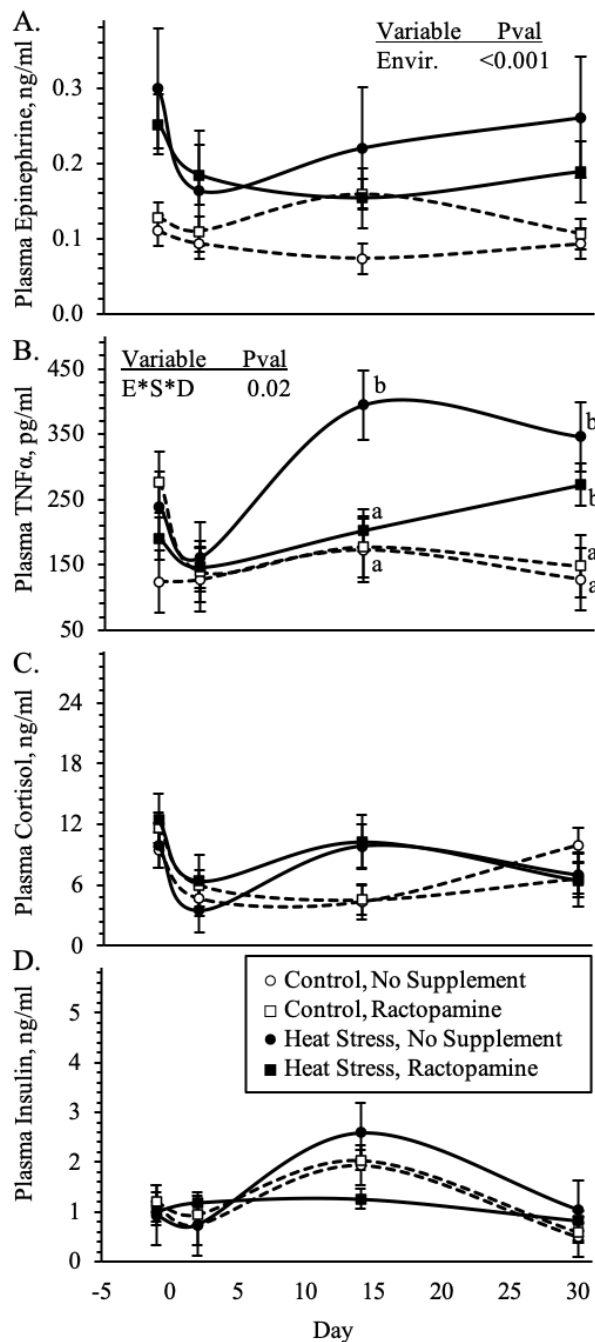 A.
Variable Pval
Envir. <0.001
Plasma Epinephrine, ng/ml
0.3
0.2
0.1
0.0
B.
Variable Pval
E*S*D 0.02
Plasma TNFα, pg/ml
450
350
250
150
50
b
b
a
b
a
a
a
C.
Plasma Cortisol, ng/ml
24
18
12
6
0
D.
Control, No Supplement
Control, Ractopamine
Heat Stress, No Supplement
Heat Stress, Ractopamine
Plasma Insulin, ng/ml
5
4
3
2
1
0
-5 0 5 10 15 20 25 30
Day